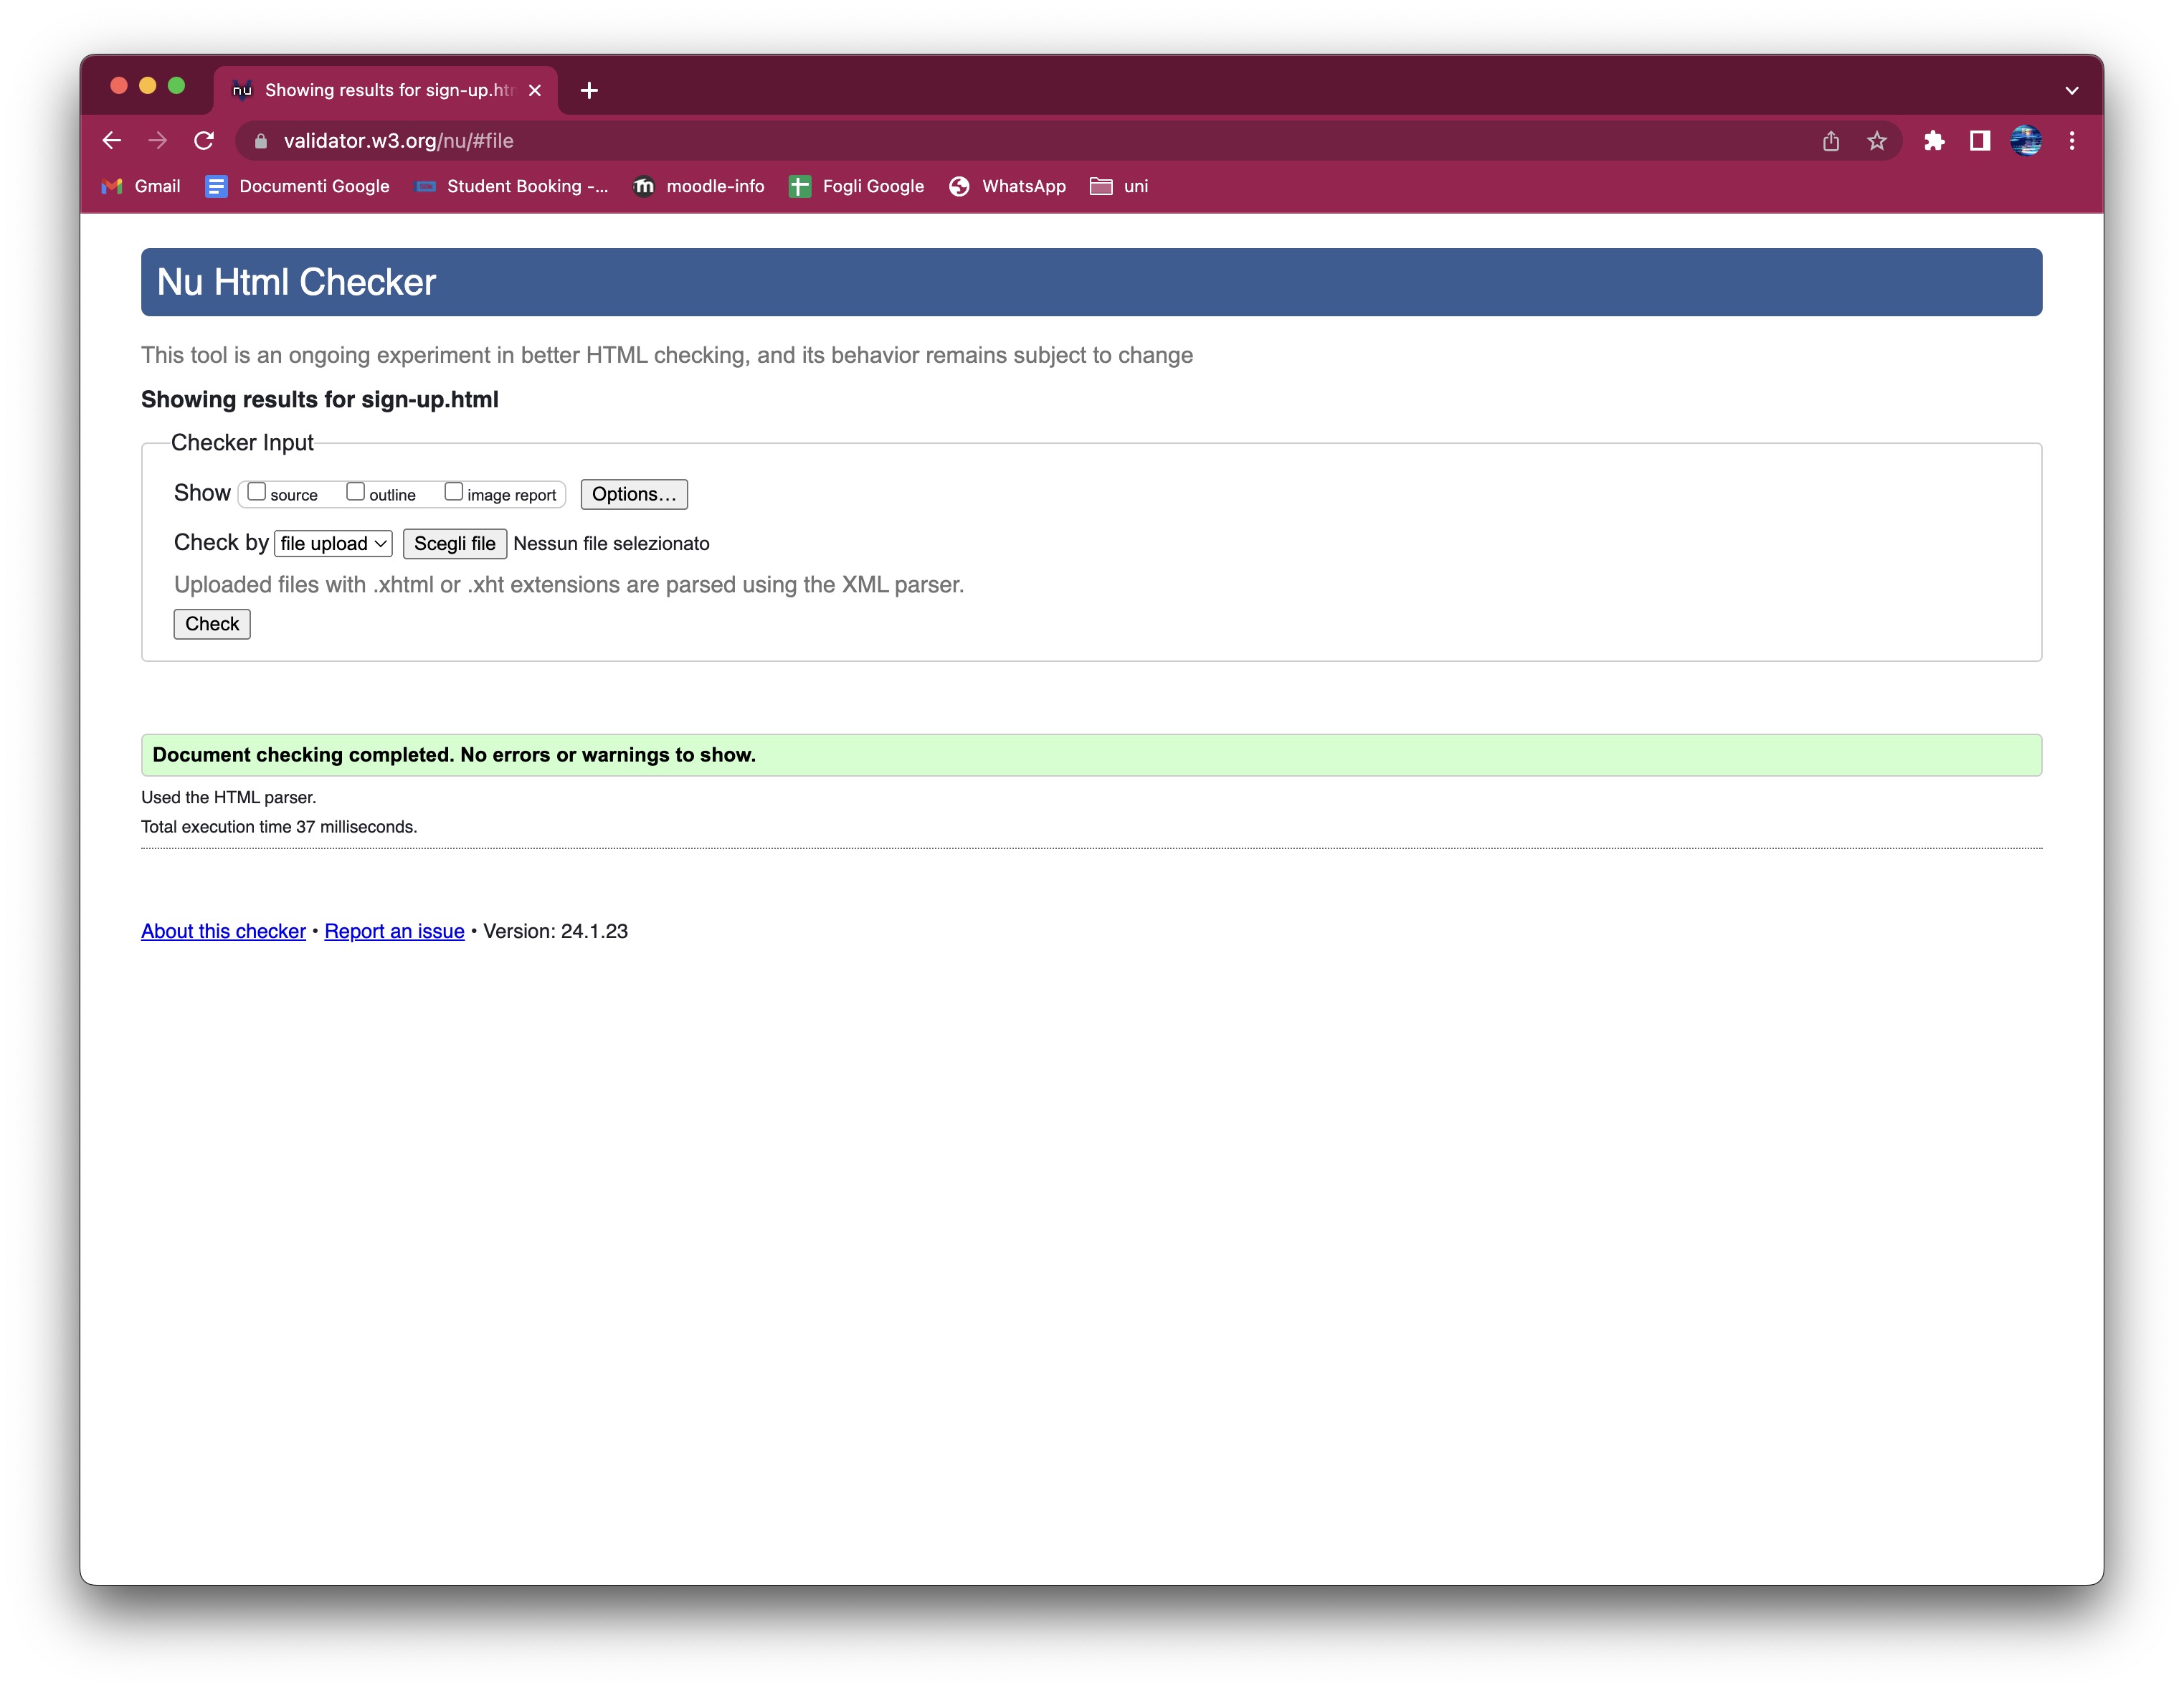 nu Showing results for sign-up.htm
validator.w3.org/nu/#file
Gmail Documenti Google Student Booking -... moodle-info Fogli Google WhatsApp uni
Nu Html Checker
This tool is an ongoing experiment in better HTML checking, and its behavior remains subject to change
Showing results for sign-up.html
Checker Input
Show source outline image report Options...
Check by file upload Scegli file Nessun file selezionato
Uploaded files with .xhtml or .xht extensions are parsed using the XML parser.
Check
Document checking completed. No errors or warnings to show.
Used the HTML parser.
Total execution time 37 milliseconds.
About this checker • Report an issue • Version: 24.1.23